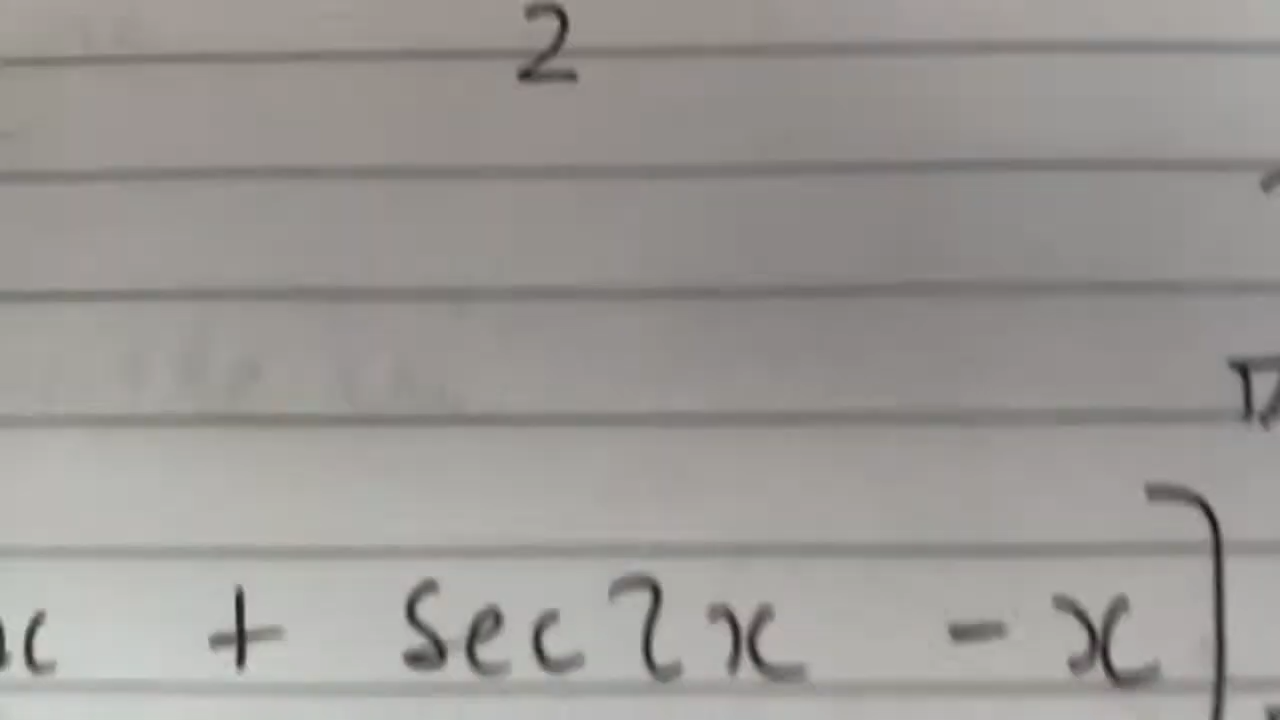 2
π
x + sec2x - x]